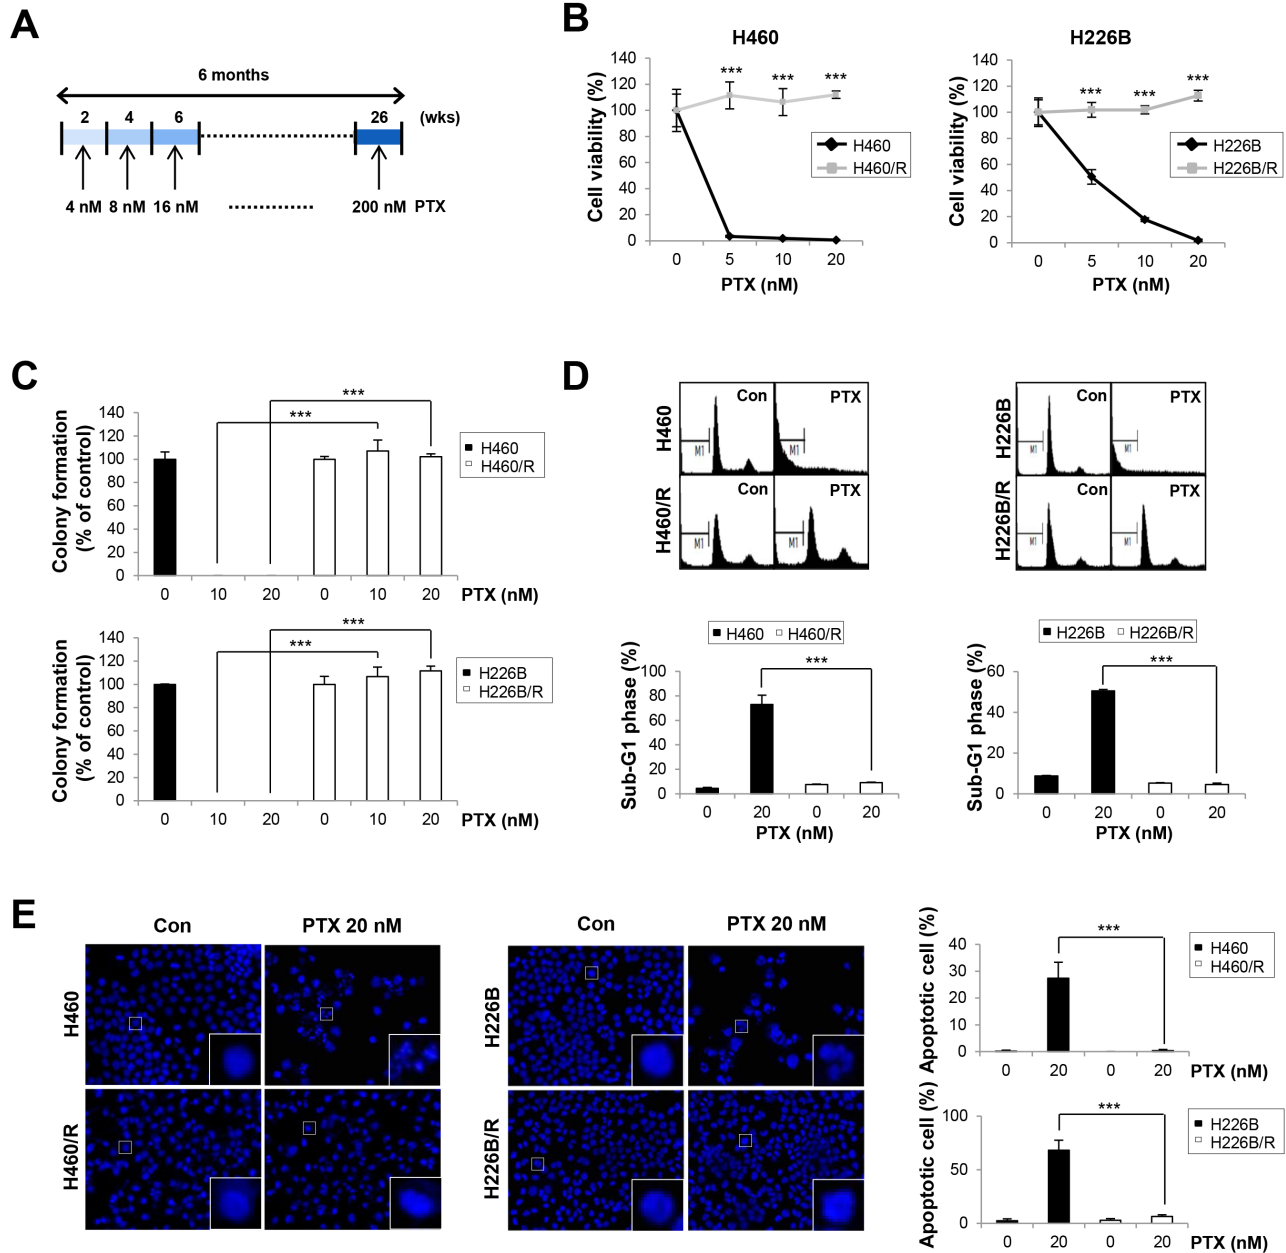 A
6 months
2 4 6 26 (wks)
4 nM 8 nM 16 nM 200 nM PTX
B
H460
Cell viability (%)
140
120
100
80
60
40
20
0
*** *** ***
H460
H460/R
0 5 10 20
PTX (nM)
H226B
Cell viability (%)
140
120
100
80
60
40
20
0
*** *** ***
H226B
H226B/R
0 5 10 20
PTX (nM)
C
Colony formation
(% of control)
140
120
100
80
60
40
20
0
***
***
H460
H460/R
0 10 20 0 10 20 PTX (nM)
Colony formation
(% of control)
140
120
100
80
60
40
20
0
***
***
H226B
H226B/R
0 10 20 0 10 20 PTX (nM)
D
H460
Con PTX
M1 M1
H460/R
Con PTX
M1 M1
H226B
Con PTX
M1 M1
H226B/R
Con PTX
M1 M1
H460 H460/R
Sub-G1 phase (%)
100
80
60
40
20
0
***
0 20 0 20
PTX (nM)
H226B H226B/R
Sub-G1 phase (%)
60
40
20
0
***
0 20 0 20
PTX (nM)
E
Con PTX 20 nM
H460
H460/R
Con PTX 20 nM
H226B
H226B/R
Apoptotic cell (%)
40
30
20
10
0
***
H460
H460/R
0 20 0 20 PTX (nM)
Apoptotic cell (%)
100
50
0
***
H226B
H226B/R
0 20 0 20 PTX (nM)